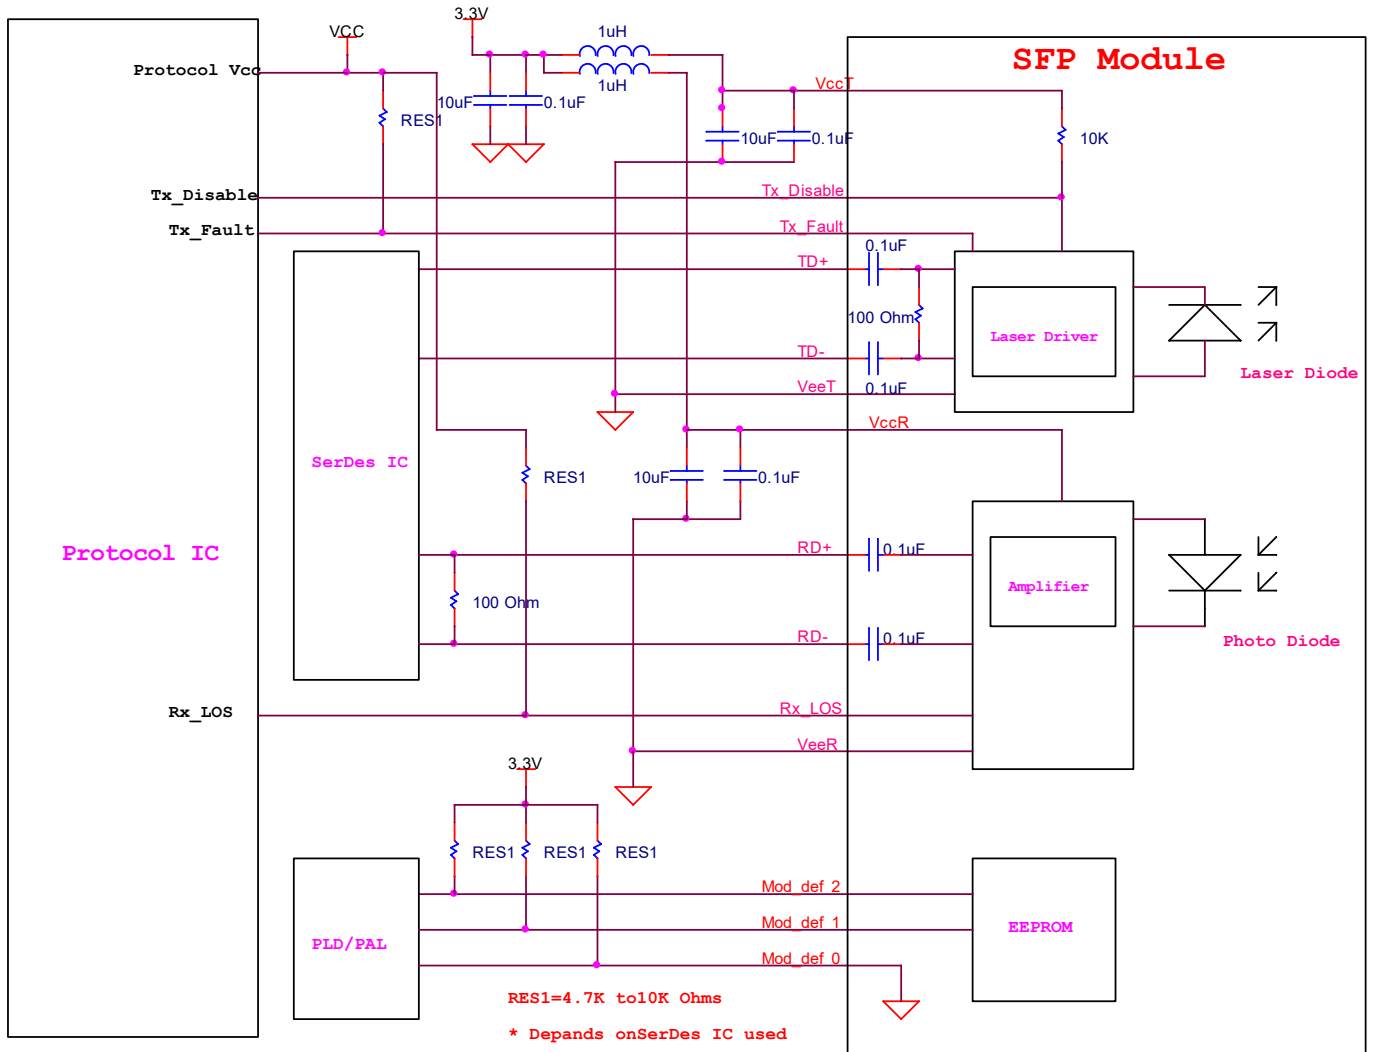 3.3V
VCC
1uH
SFP Module
Protocol Vcc
VccT
1uH
10uF
0.1uF
RES1
10uF
0.1uF
10K
Tx_Disable
Tx_Disable
Tx_Fault
Tx_Fault
0.1uF
TD+
100 Ohm
Laser Driver
TD-
Laser Diode
VeeT
0.1uF
VccR
SerDes IC
RES1
10uF
0.1uF
Protocol IC
RD+
0.1uF
Amplifier
100 Ohm
RD-
0.1uF
Photo Diode
Rx_LOS
Rx_LOS
VeeR
3.3V
RES1
RES1
RES1
Mod_def 2
Mod_def 1
EEPROM
PLD/PAL
Mod_def 0
RES1=4.7K to10K Ohms
* Depands onSerDes IC used